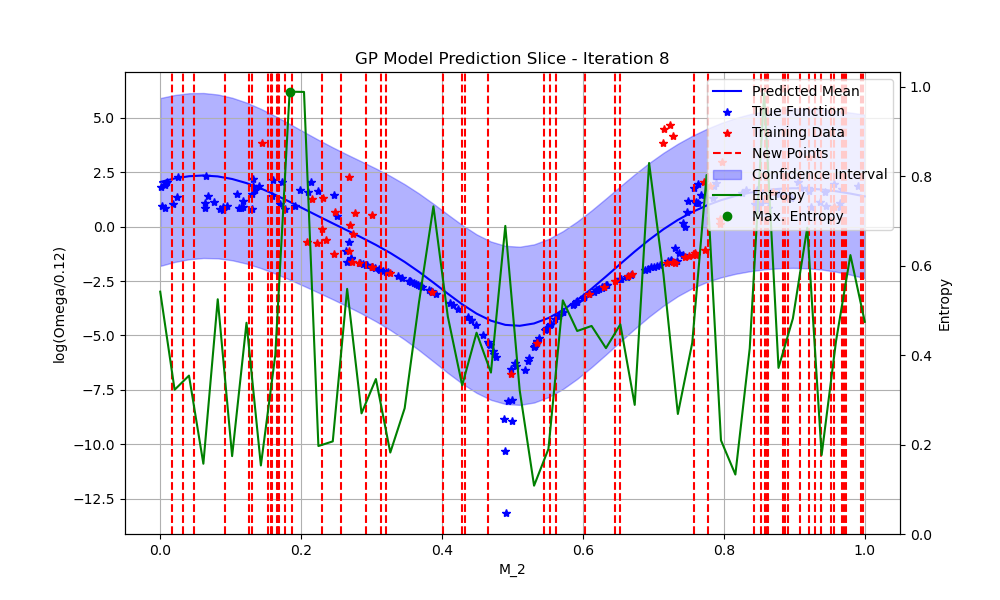 GP Model Prediction Slice - Iteration 8
Predicted Mean
True Function
Training Data
New Points
Confidence Interval
Entropy
Max. Entropy
log(Omega/0.12)
5.0
2.5
0.0
−2.5
−5.0
−7.5
−10.0
−12.5
1.0
0.8
0.6
0.4
0.2
0.0
Entropy
0.0 0.2 0.4 0.6 0.8 1.0
M_2